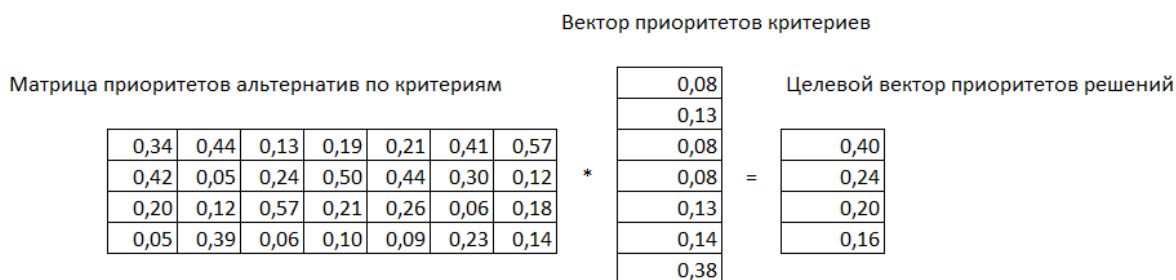 Вектор приоритетов критериев
Матрица приоритетов альтернатив по критериям 0,08 Целевой вектор приоритетов решений
0,13
0,34 0,44 0,13 0,19 0,21 0,41 0,57 0,08 0,40
0,42 0,05 0,24 0,50 0,44 0,30 0,12 * 0,08 = 0,24
0,20 0,12 0,57 0,21 0,26 0,06 0,18 0,13 0,20
0,05 0,39 0,06 0,10 0,09 0,23 0,14 0,14 0,16
0,38